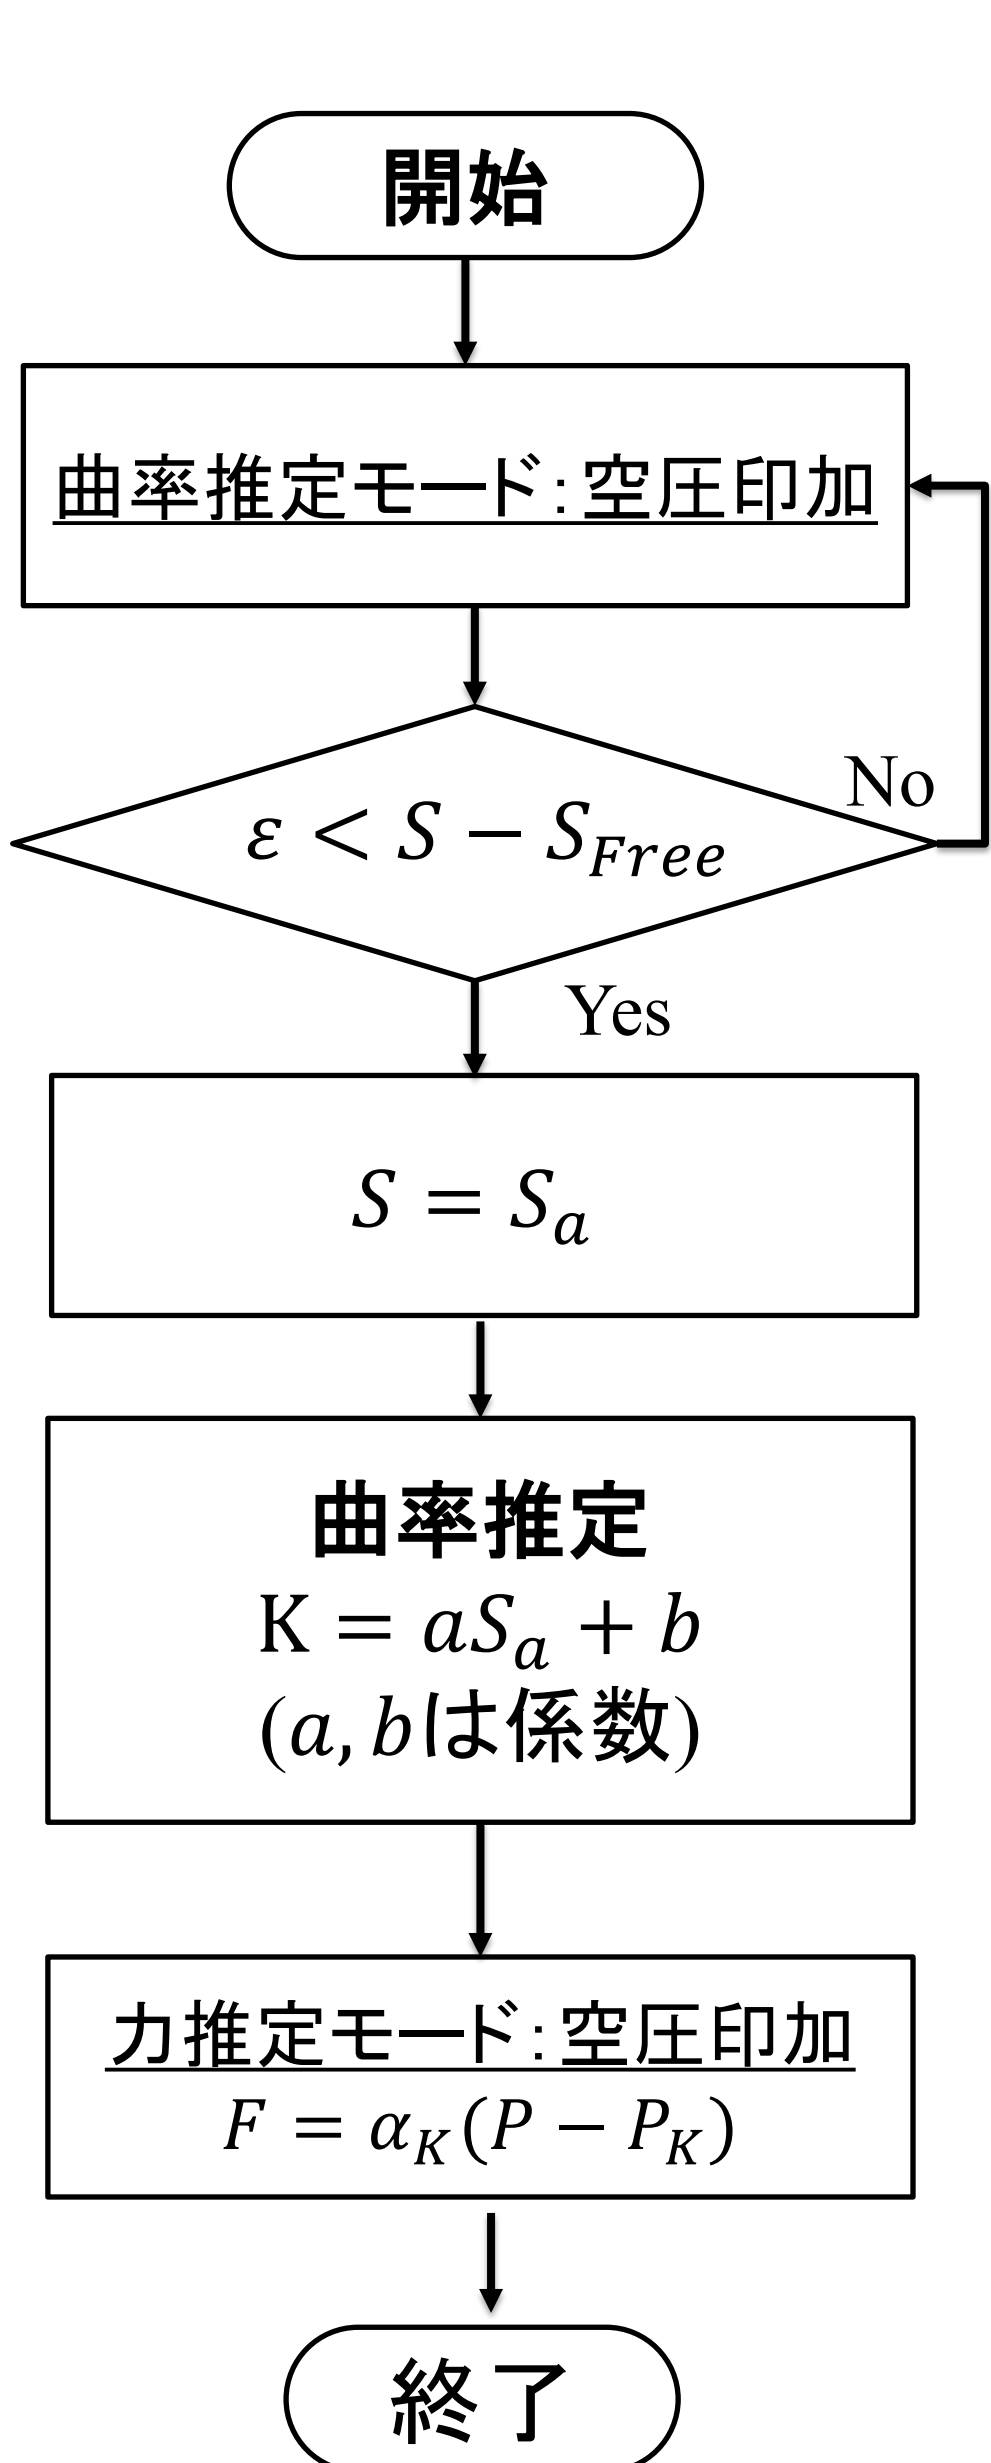 開始
曲率推定モード:空圧印加
No
ε < S − S_Free
Yes
S = S_a
曲率推定
K = aS_a + b
(a, bは係数)
力推定モード:空圧印加
F = α_K(P − P_K)
終了